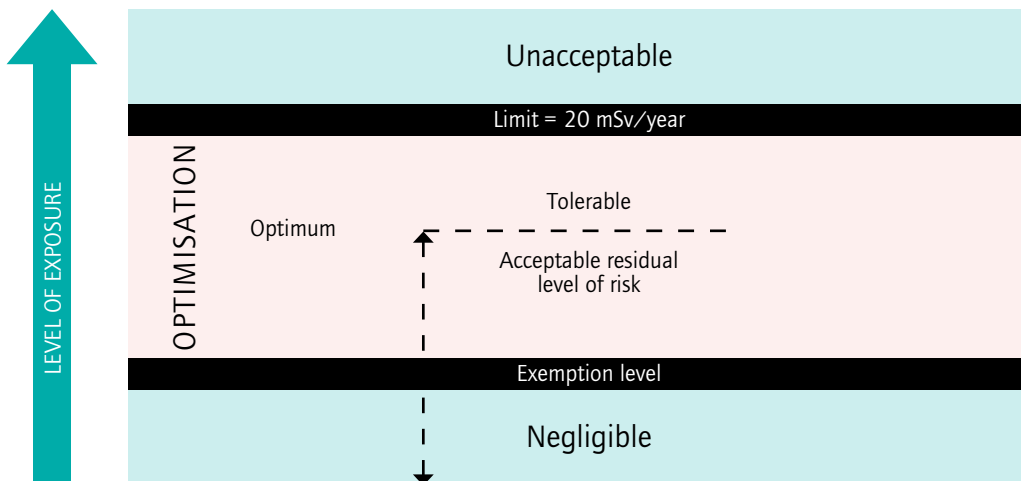 Unacceptable
Limit = 20 mSv/year
LEVEL OF EXPOSURE
OPTIMISATION
Tolerable
Optimum
Acceptable residual
level of risk
Exemption level
Negligible